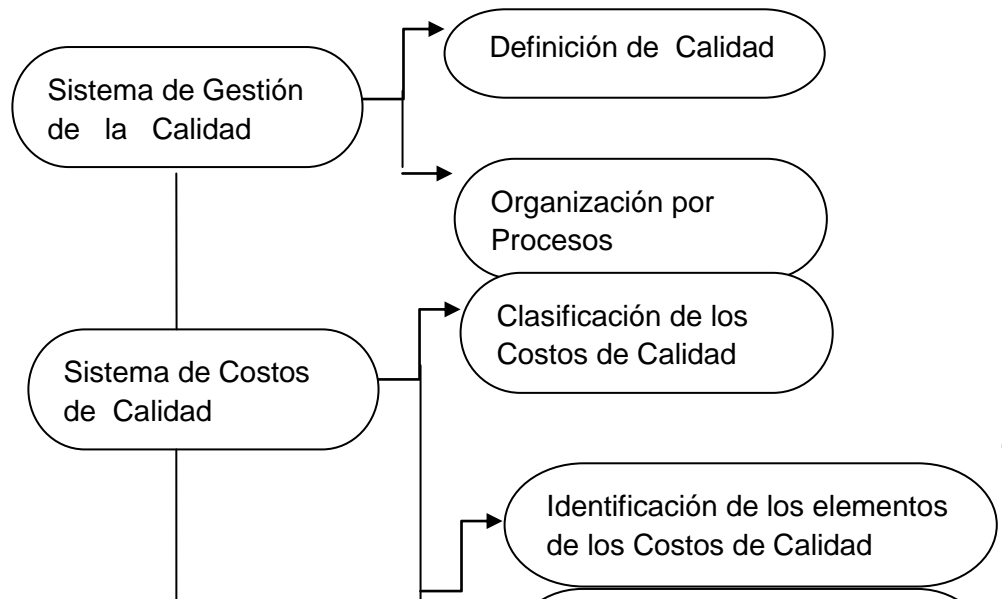 Definición de Calidad
Sistema de Gestión
de la Calidad
Organización por
Procesos
Clasificación de los
Costos de Calidad
Sistema de Costos
de Calidad
Identificación de los elementos
de los Costos de Calidad